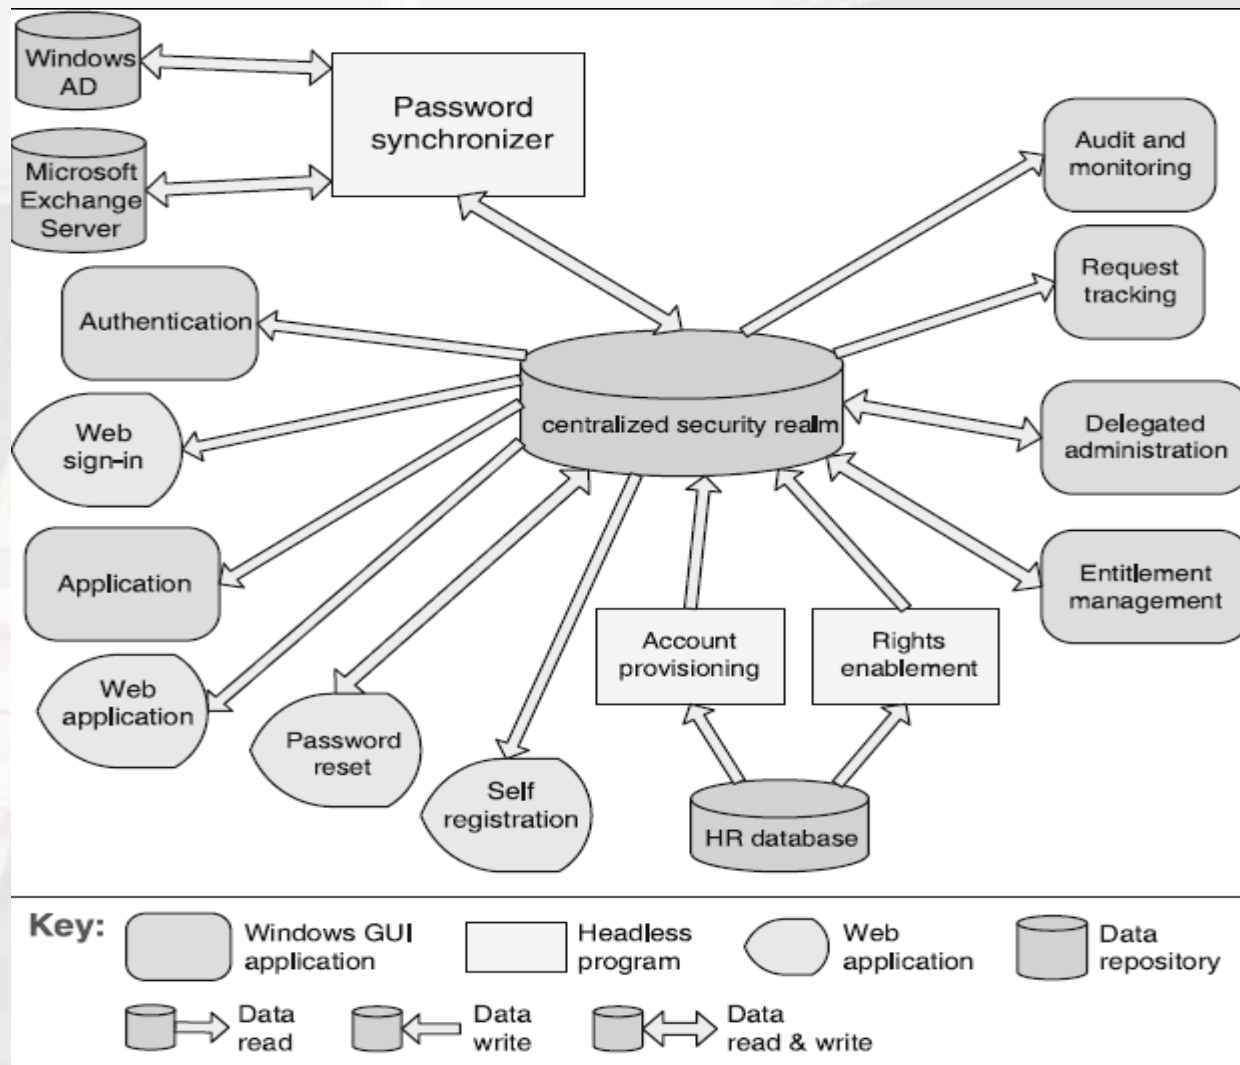 Windows
AD
Password
synchronizer
Microsoft
Exchange
Server
Audit and
monitoring
Request
tracking
Authentication
Web
sign-in
centralized security realm
Delegated
administration
Application
Entitlement
management
Web
application
Password
reset
Self
registration
Account
provisioning
Rights
enablement
HR database
Key:
Windows GUI
application
Headless
program
Web
application
Data
repository
Data
read
Data
write
Data
read & write